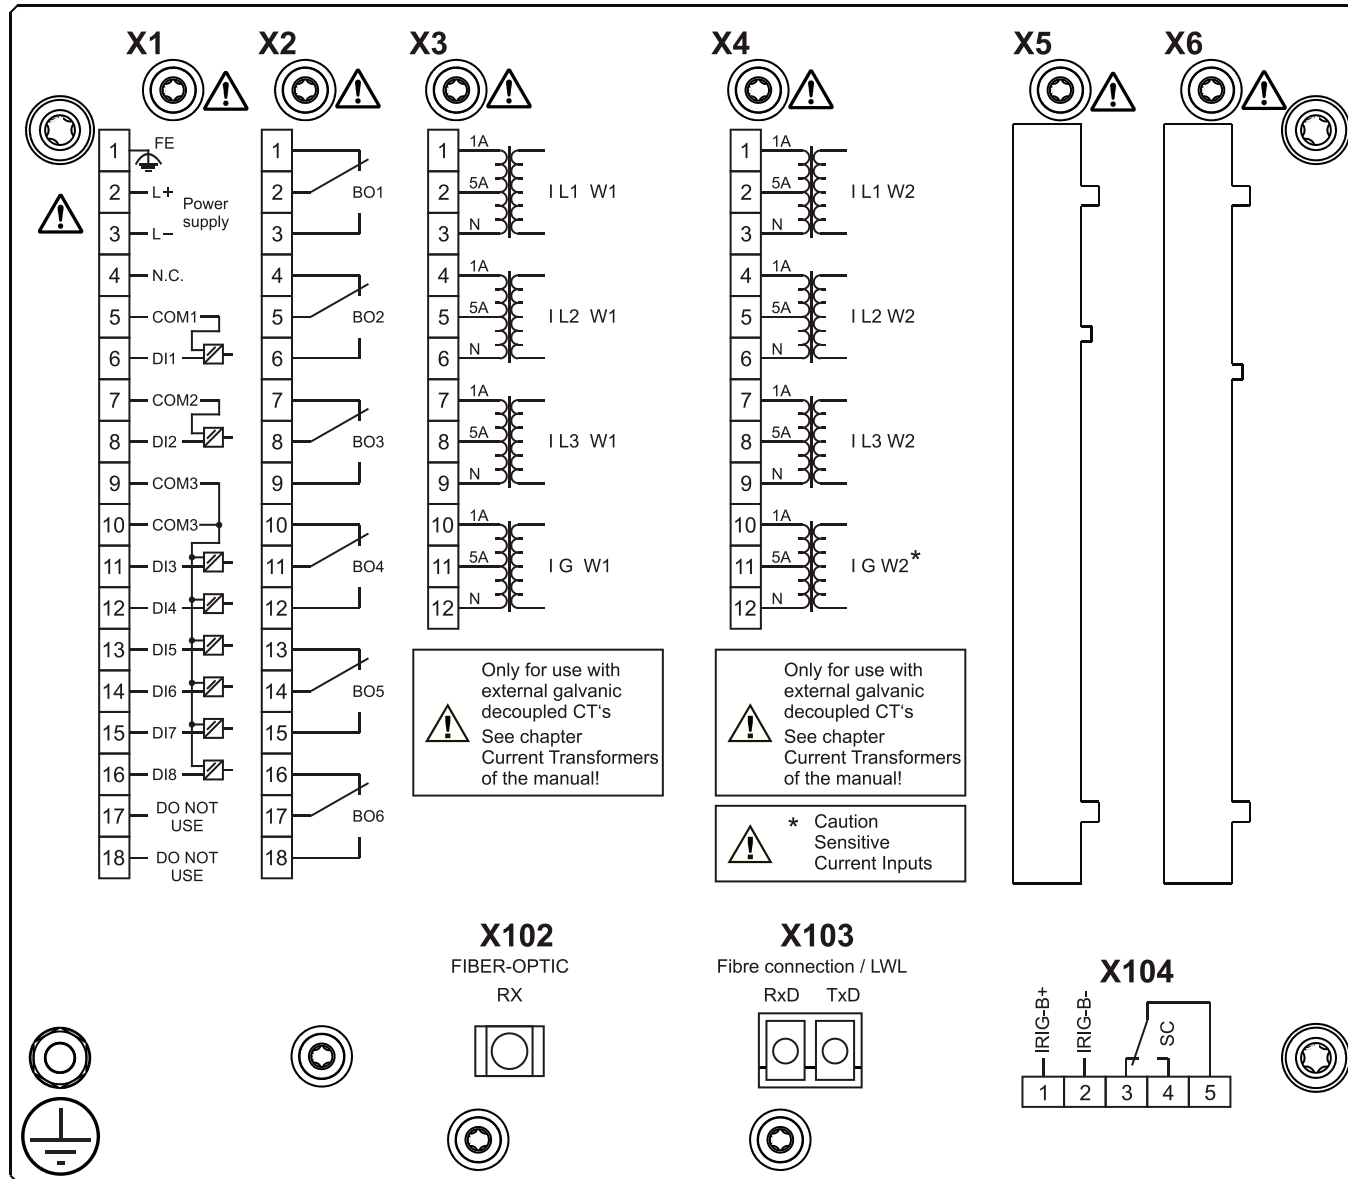 X1 X2 X3 X4 X5 X6
1 FE
2 L+
3 L–
Power
supply
4 N.C.
5 COM1
6 DI1
7 COM2
8 DI2
9 COM3
10 COM3
11 DI3
12 DI4
13 DI5
14 DI6
15 DI7
16 DI8
17 DO NOT
USE
18 DO NOT
USE
1
2 BO1
3
4
5 BO2
6
7
8 BO3
9
10
11 BO4
12
13
14 BO5
15
16
17 BO6
18
1 1A
2 5A I L1 W1
3 N
4 1A
5 5A I L2 W1
6 N
7 1A
8 5A I L3 W1
9 N
10 1A
11 5A I G W1
12 N
Only for use with
external galvanic
decoupled CT‘s
See chapter
Current Transformers
of the manual!
1 1A
2 5A I L1 W2
3 N
4 1A
5 5A I L2 W2
6 N
7 1A
8 5A I L3 W2
9 N
10 1A
11 5A I G W2*
12 N
Only for use with
external galvanic
decoupled CT‘s
See chapter
Current Transformers
of the manual!
* Caution
Sensitive
Current Inputs
X102
FIBER-OPTIC
RX
X103
Fibre connection / LWL
RxD TxD
X104
IRIG-B+
IRIG-B-
SC
1 2 3 4 5